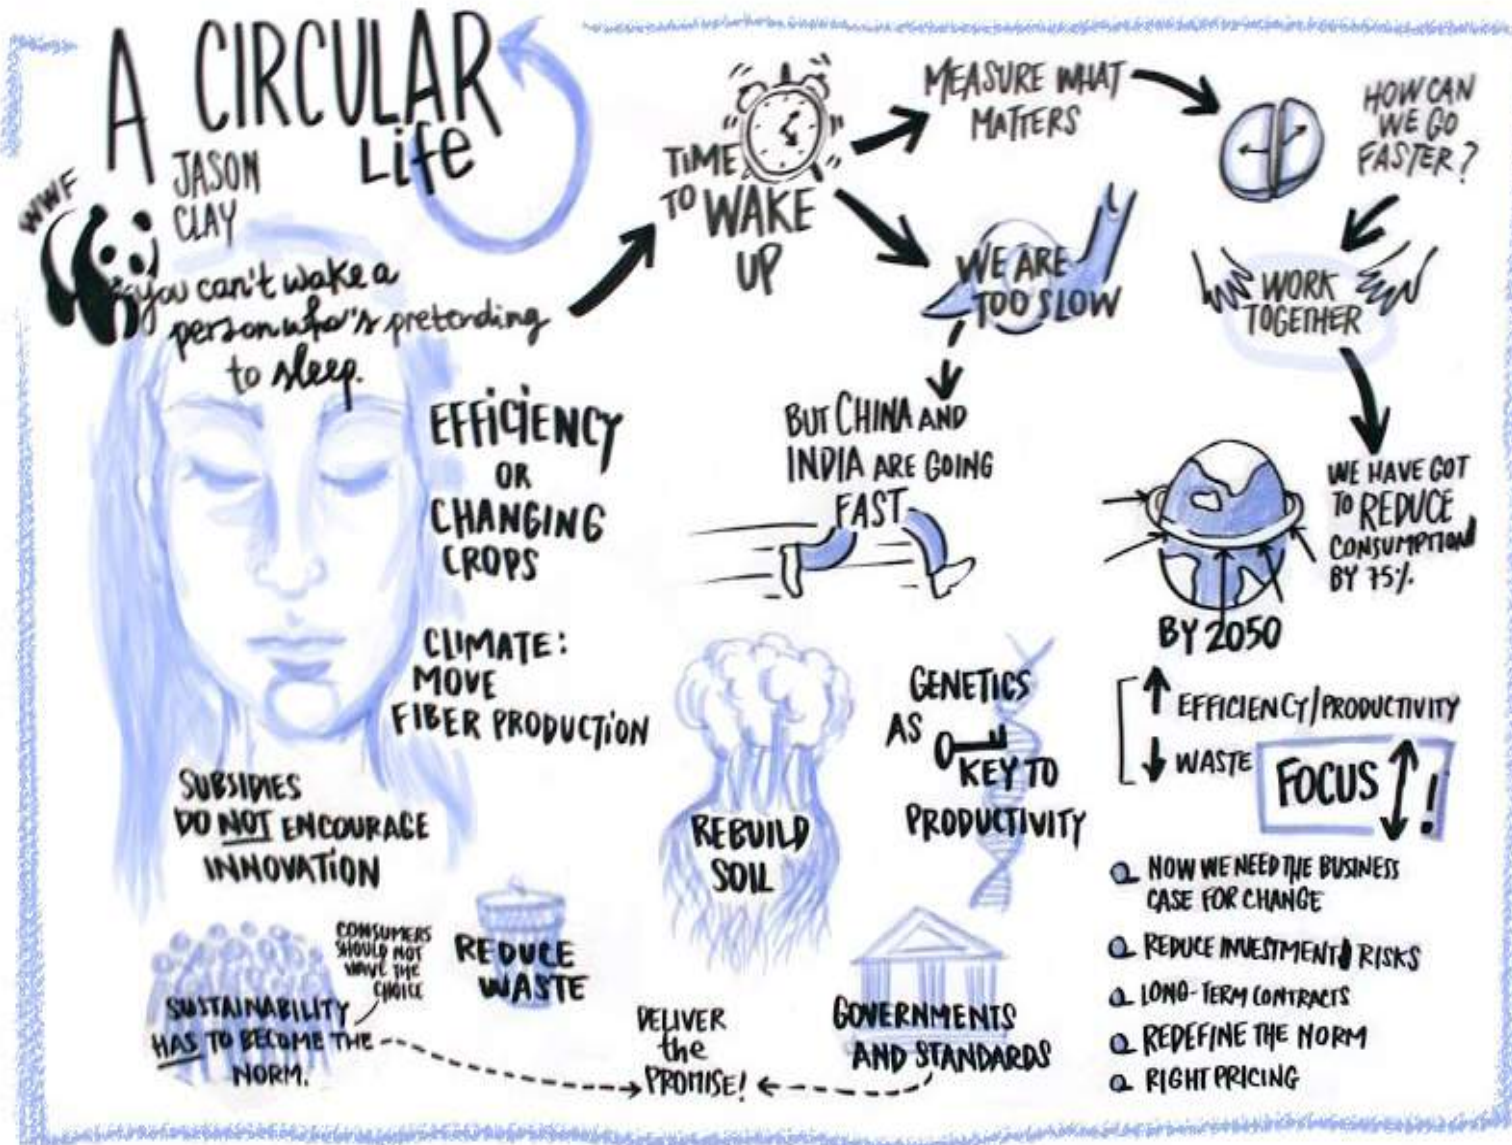 A CIRCULAR
Life
JASON
CLAY
WWF
you can't wake a
person who's pretending
to sleep.
TIME
TO WAKE
UP
MEASURE WHAT
MATTERS
HOW CAN
WE GO
FASTER?
WE ARE
TOO SLOW
WORK
TOGETHER
BUT CHINA AND
INDIA ARE GOING
FAST
WE HAVE GOT
TO REDUCE
CONSUMPTION
BY 75%
BY 2050
EFFICIENCY
OR
CHANGING
CROPS
CLIMATE:
MOVE
FIBER PRODUCTION
SUBSIDIES
DO NOT ENCOURAGE
INNOVATION
REBUILD
SOIL
GENETICS
AS
KEY TO
PRODUCTIVITY
EFFICIENCY/PRODUCTIVITY
WASTE
FOCUS !
NOW WE NEED THE BUSINESS
CASE FOR CHANGE
REDUCE INVESTMENT RISKS
LONG-TERM CONTRACTS
REDEFINE THE NORM
RIGHT PRICING
CONSUMERS
SHOULD NOT
HAVE THE
CHOICE
SUSTAINABILITY
HAS TO BECOME THE
NORM.
REDUCE
WASTE
DELIVER
the
PROMISE!
GOVERNMENTS
AND STANDARDS